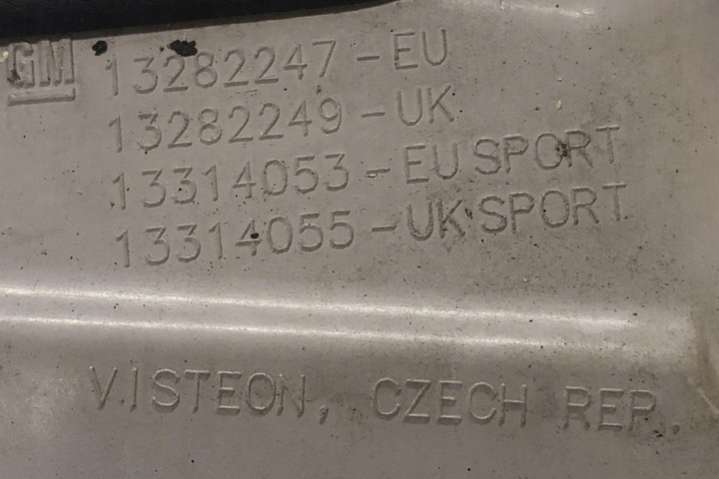 GM
13282247-EU
13282249-UK
13314053-EU SPORT
13314055-UK SPORT
VISTEON, CZECH REP.